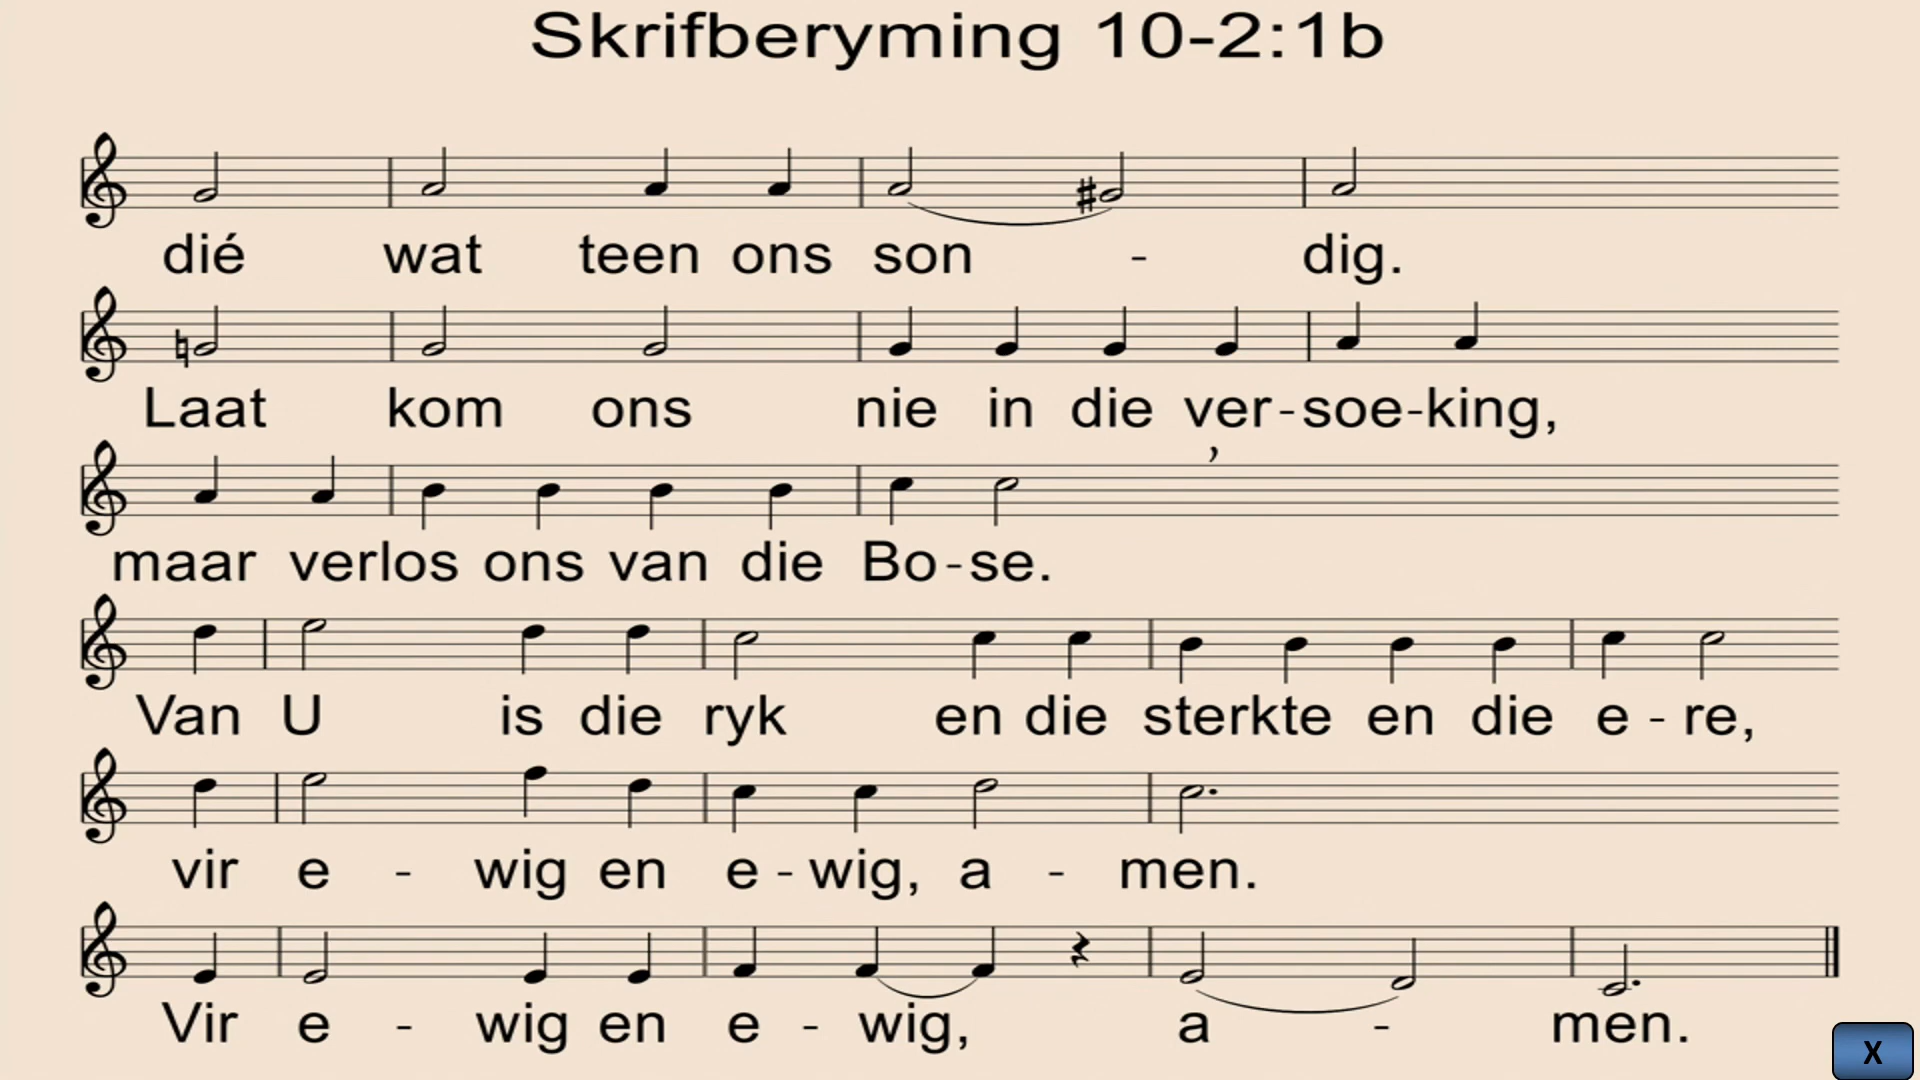 Skrifberyming 10-2:1b
dié wat teen ons son - dig.
Laat kom ons nie in die ver-soe-king,
maar verlos ons van die Bo-se.
Van U is die ryk en die sterkte en die e - re,
vir e - wig en e - wig, a - men.
Vir e - wig en e - wig, a - men.
X